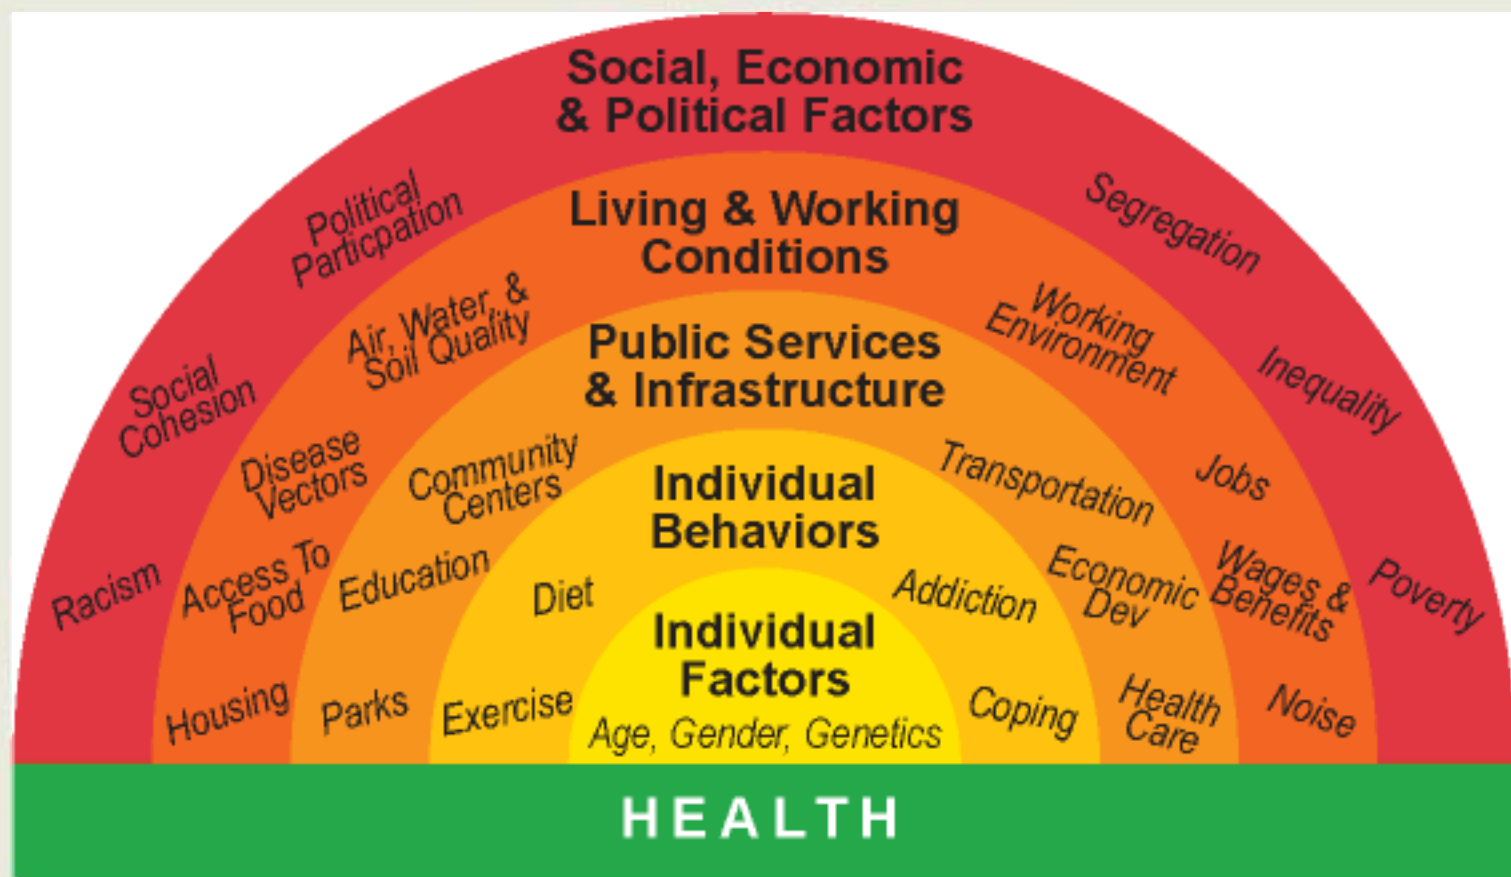 Social, Economic
& Political Factors
Political
Particpation
Segregation
Social
Cohesion
Inequality
Racism
Poverty
Living & Working
Conditions
Air, Water, &
Soil Quality
Working
Environment
Disease
Vectors
Jobs
Access To
Food
Wages &
Benefits
Housing
Noise
Public Services
& Infrastructure
Community
Centers
Transportation
Education
Economic
Dev
Parks
Health
Care
Individual
Behaviors
Diet
Addiction
Exercise
Coping
Individual
Factors
Age, Gender, Genetics
HEALTH